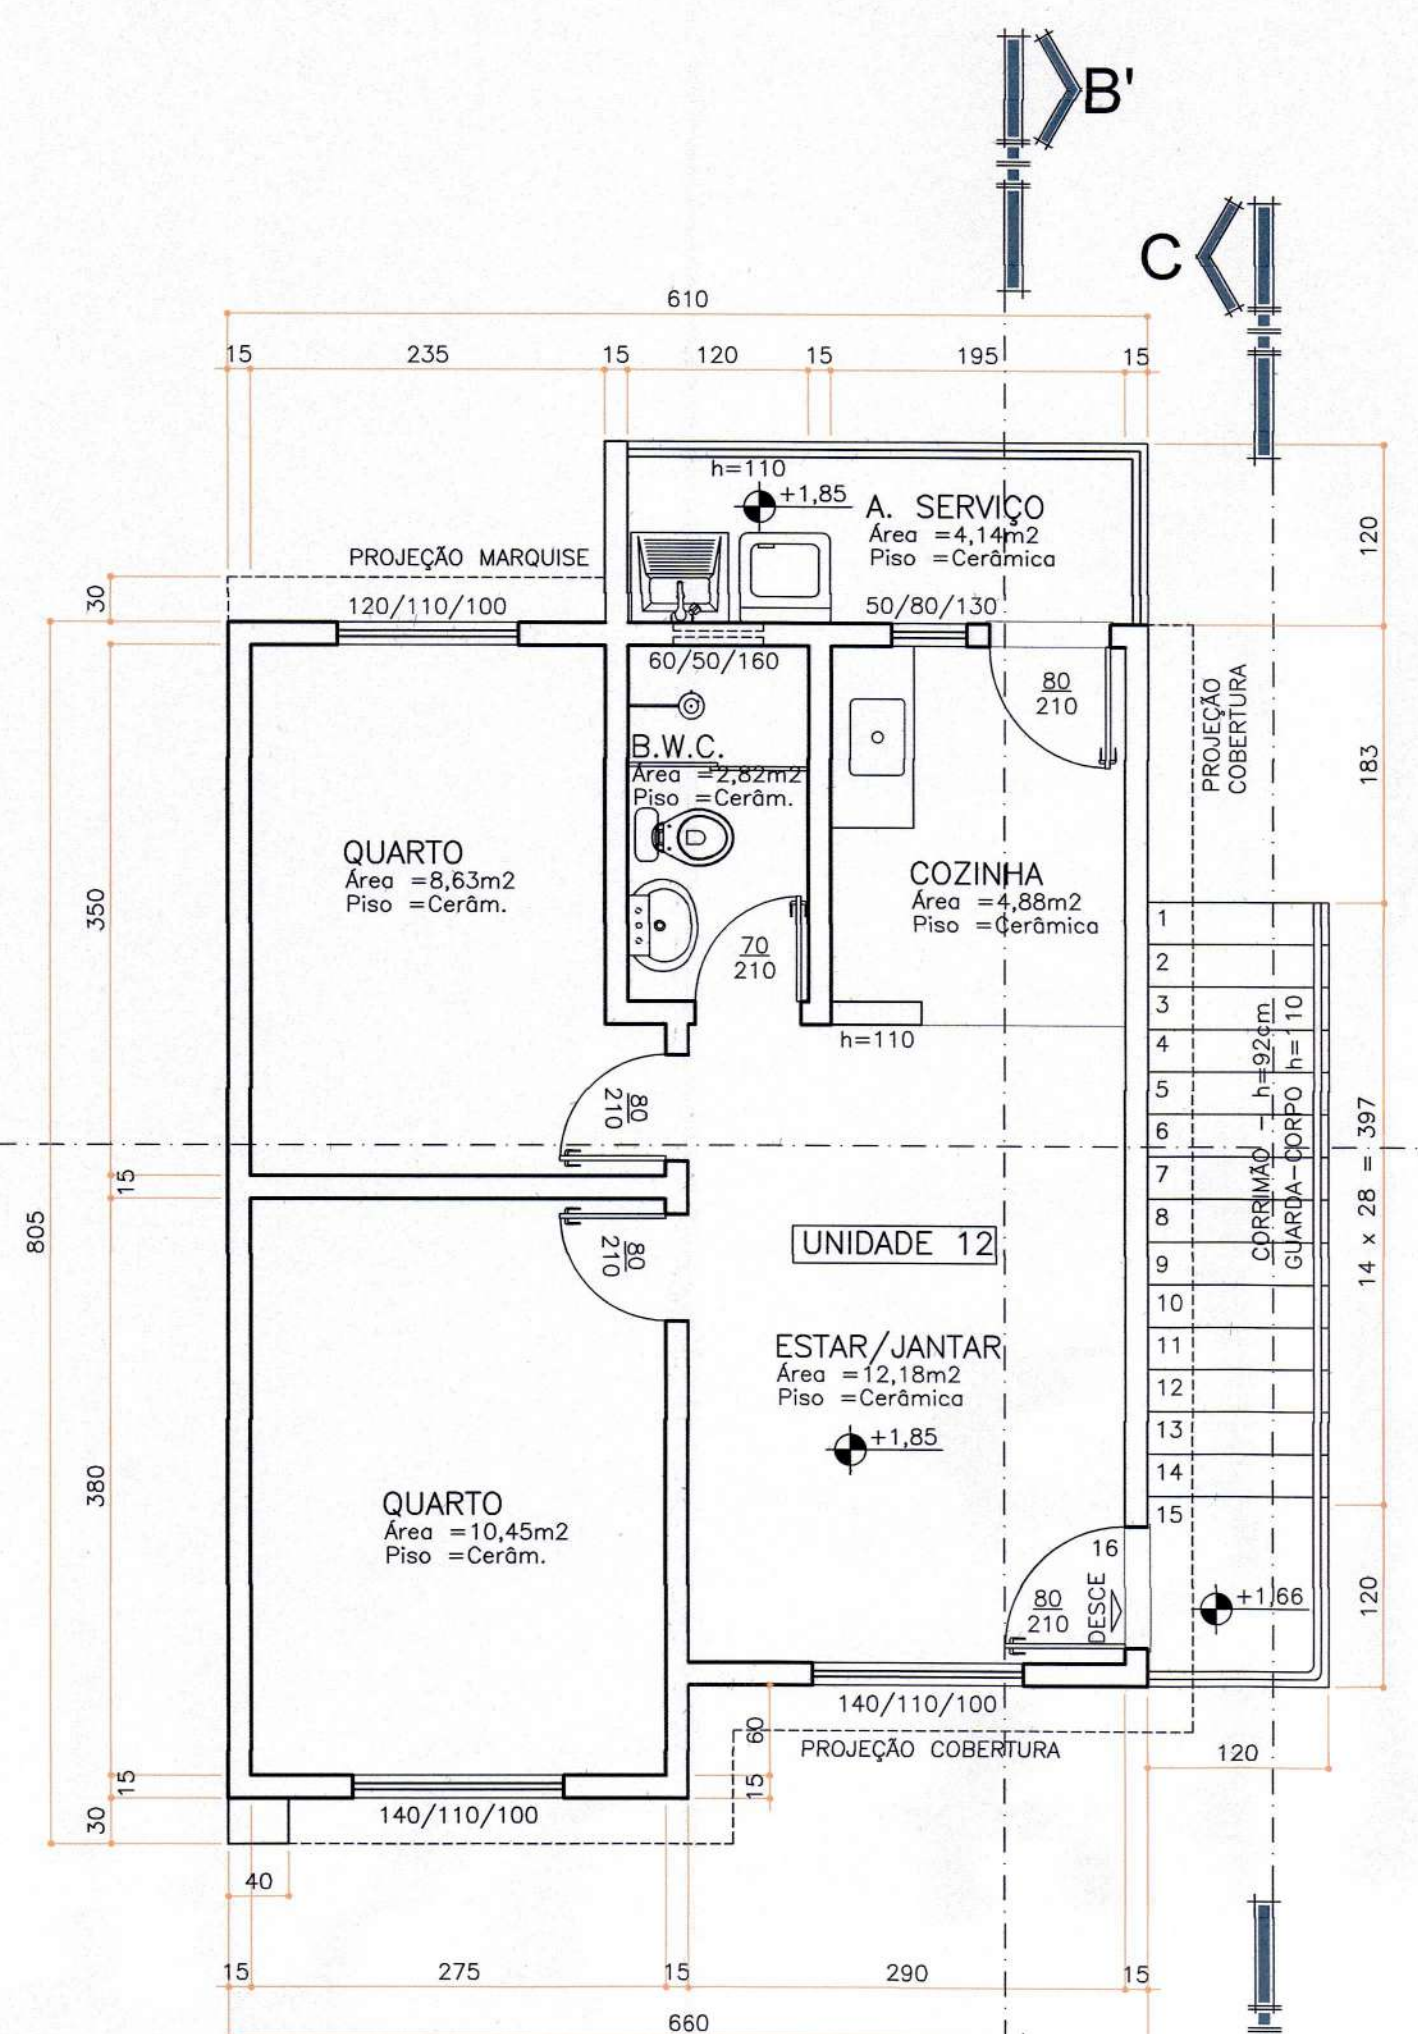 B'
C
610
15 235 15 120 15 195 15
h=110
+1,85
A. SERVIÇO
Área =4,14m2
Piso =Cerâmica
120
PROJEÇÃO MARQUISE
30
120/110/100
50/80/130
60/50/160
80
210
PROJEÇÃO
COBERTURA
183
B.W.C.
Área =2,82m2
Piso =Cerâm.
QUARTO
Área =8,63m2
Piso =Cerâm.
COZINHA
Área =4,88m2
Piso =Cerâmica
350
70
210
h=110
1
2
3
4
5
6
7
8
9
10
11
12
13
14
15
CORRIMÃO - h=92cm
GUARDA-CORPO h=110
14 x 28 = 397
80
210
15
805
80
210
UNIDADE 12
ESTAR/JANTAR
Área =12,18m2
Piso =Cerâmica
+1,85
380
QUARTO
Área =10,45m2
Piso =Cerâm.
16
80
210
DESCE
+1,66
120
140/110/100
60
PROJEÇÃO COBERTURA
120
15
15
30
140/110/100
40
15 275 15 290 15
660